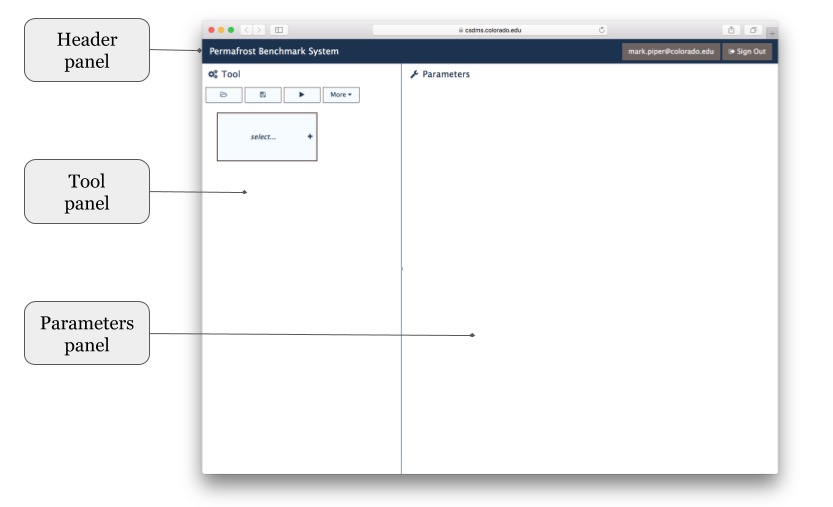 Header
panel
csdms.colorado.edu
Permafrost Benchmark System
mark.piper@colorado.edu
Sign Out
Tool
Parameters
More
select...
Tool
panel
Parameters
panel